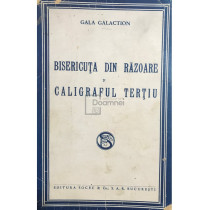 GALA GALACTION
BISERICUȚA DIN RĂZOARE
CALIGRAFUL TERȚIU
Doamnei
EDITURA SOCEC & Co., S. A. R. BUCUREȘTI